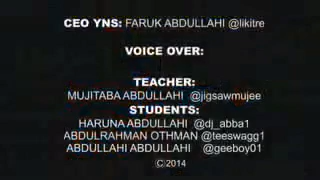 CEO YNS: FARUK ABDULLAHI @likitre
VOICE OVER:
TEACHER:
MUJITABA ABDULLAHI @jigsawmujee
STUDENTS:
HARUNA ABDULLAHI @dj_abba1
ABDULRAHMAN OTHMAN @teeswagg1
ABDULLAHI ABDULLAHI @geeboy01
©2014